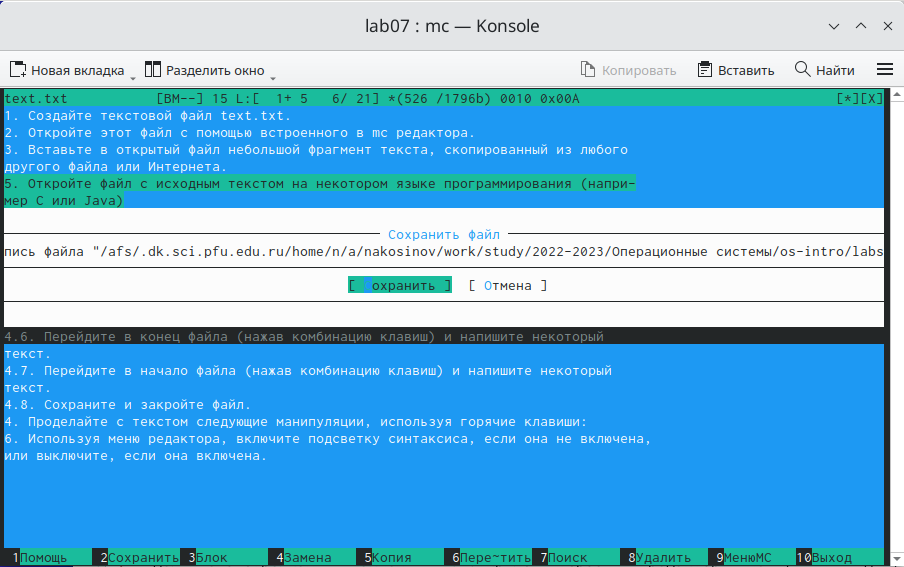 lab07 : mc — Konsole
Новая вкладка Разделить окно Копировать Вставить Найти
text.txt [BM--] 15 L:[ 1+ 5 6/ 21] *(526 /1796b) 0010 0x00A [*][X]
1. Создайте текстовой файл text.txt.
2. Откройте этот файл с помощью встроенного в mc редактора.
3. Вставьте в открытый файл небольшой фрагмент текста, скопированный из любого
другого файла или Интернета.
5. Откройте файл с исходным текстом на некотором языке программирования (напри-
мер C или Java)
Сохранить файл
пись файла "/afs/.dk.sci.pfu.edu.ru/home/n/a/nakosinov/work/study/2022-2023/Операционные системы/os-intro/labs
[ Сохранить ] [ Отмена ]
4.6. Перейдите в конец файла (нажав комбинацию клавиш) и напишите некоторый
текст.
4.7. Перейдите в начало файла (нажав комбинацию клавиш) и напишите некоторый
текст.
4.8. Сохраните и закройте файл.
4. Проделайте с текстом следующие манипуляции, используя горячие клавиши:
6. Используя меню редактора, включите подсветку синтаксиса, если она не включена,
или выключите, если она включена.
1Помощь 2Сохранить 3Блок 4Замена 5Копия 6Пере~тить 7Поиск 8Удалить 9МенюMC 10Выход